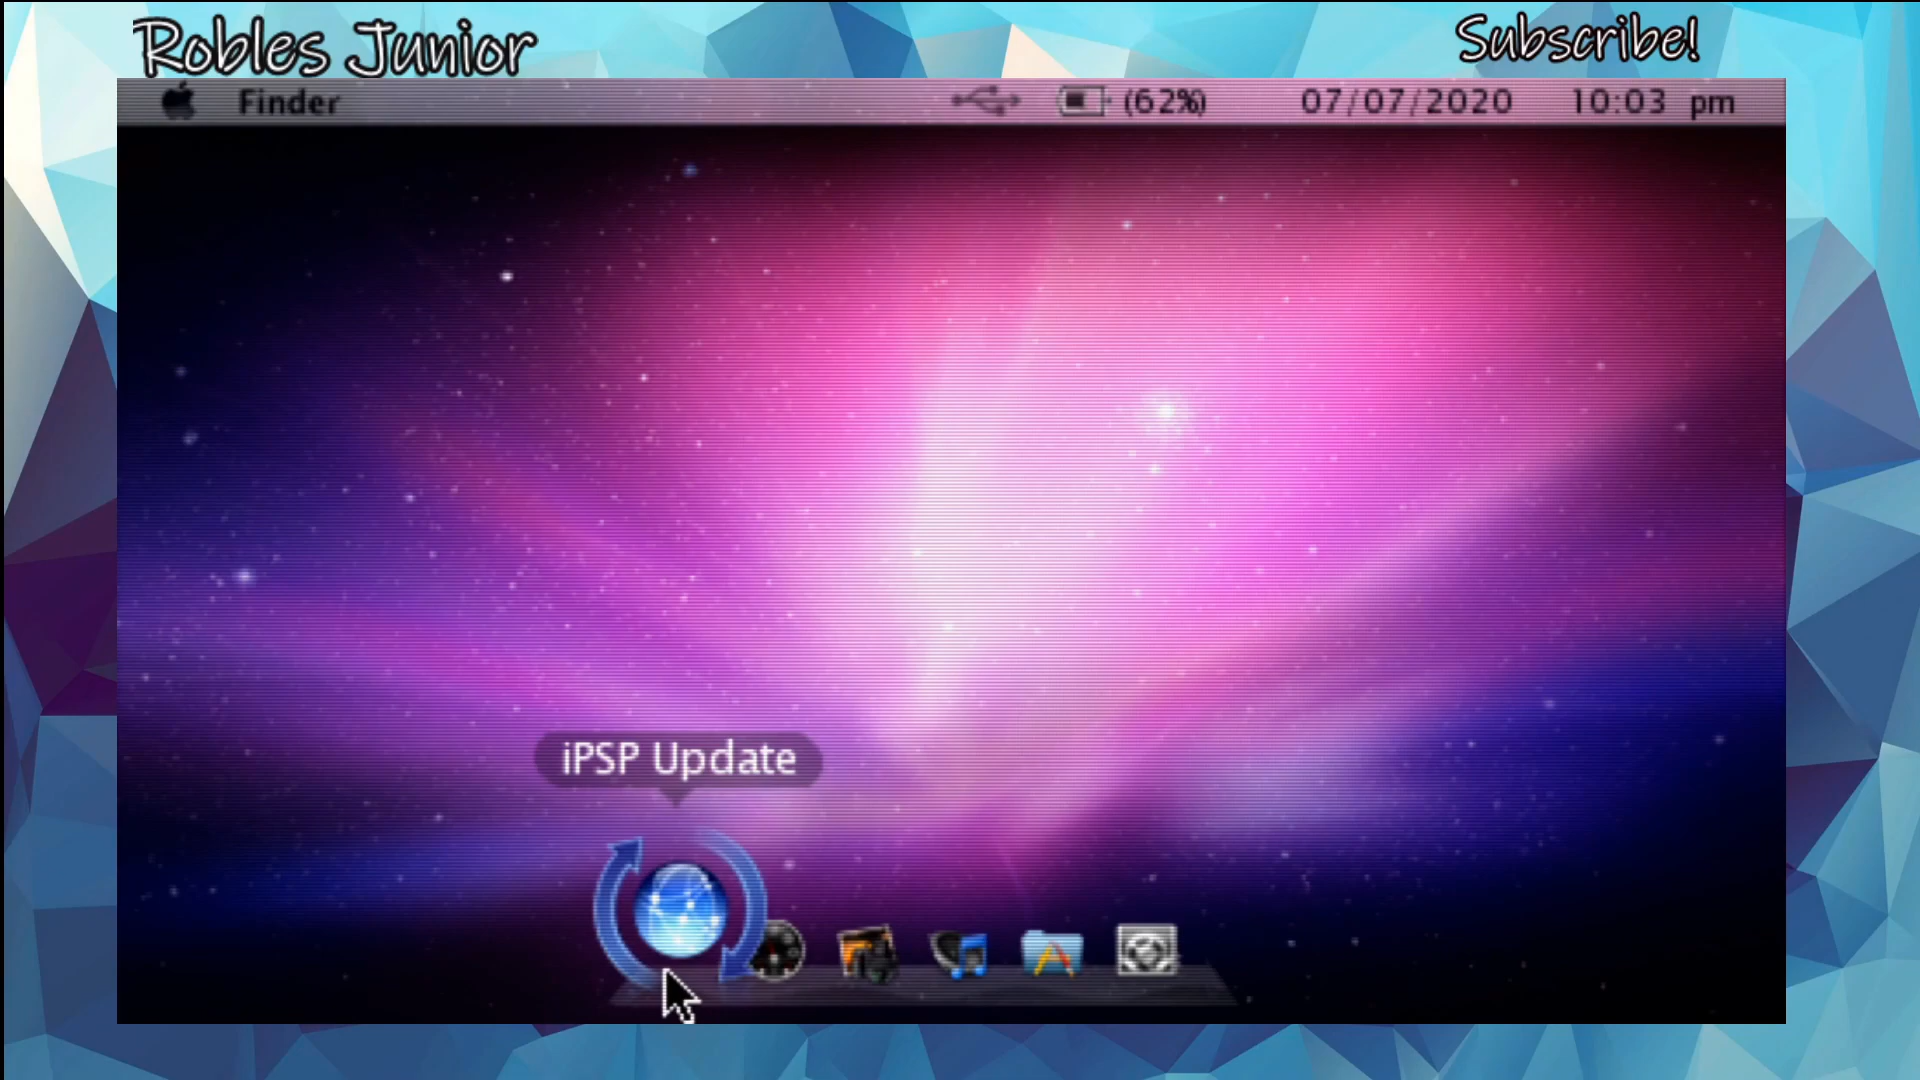 Robles Junior
Subscribe!
Finder
(62%)
07/07/2020
10:03 pm
iPSP Update